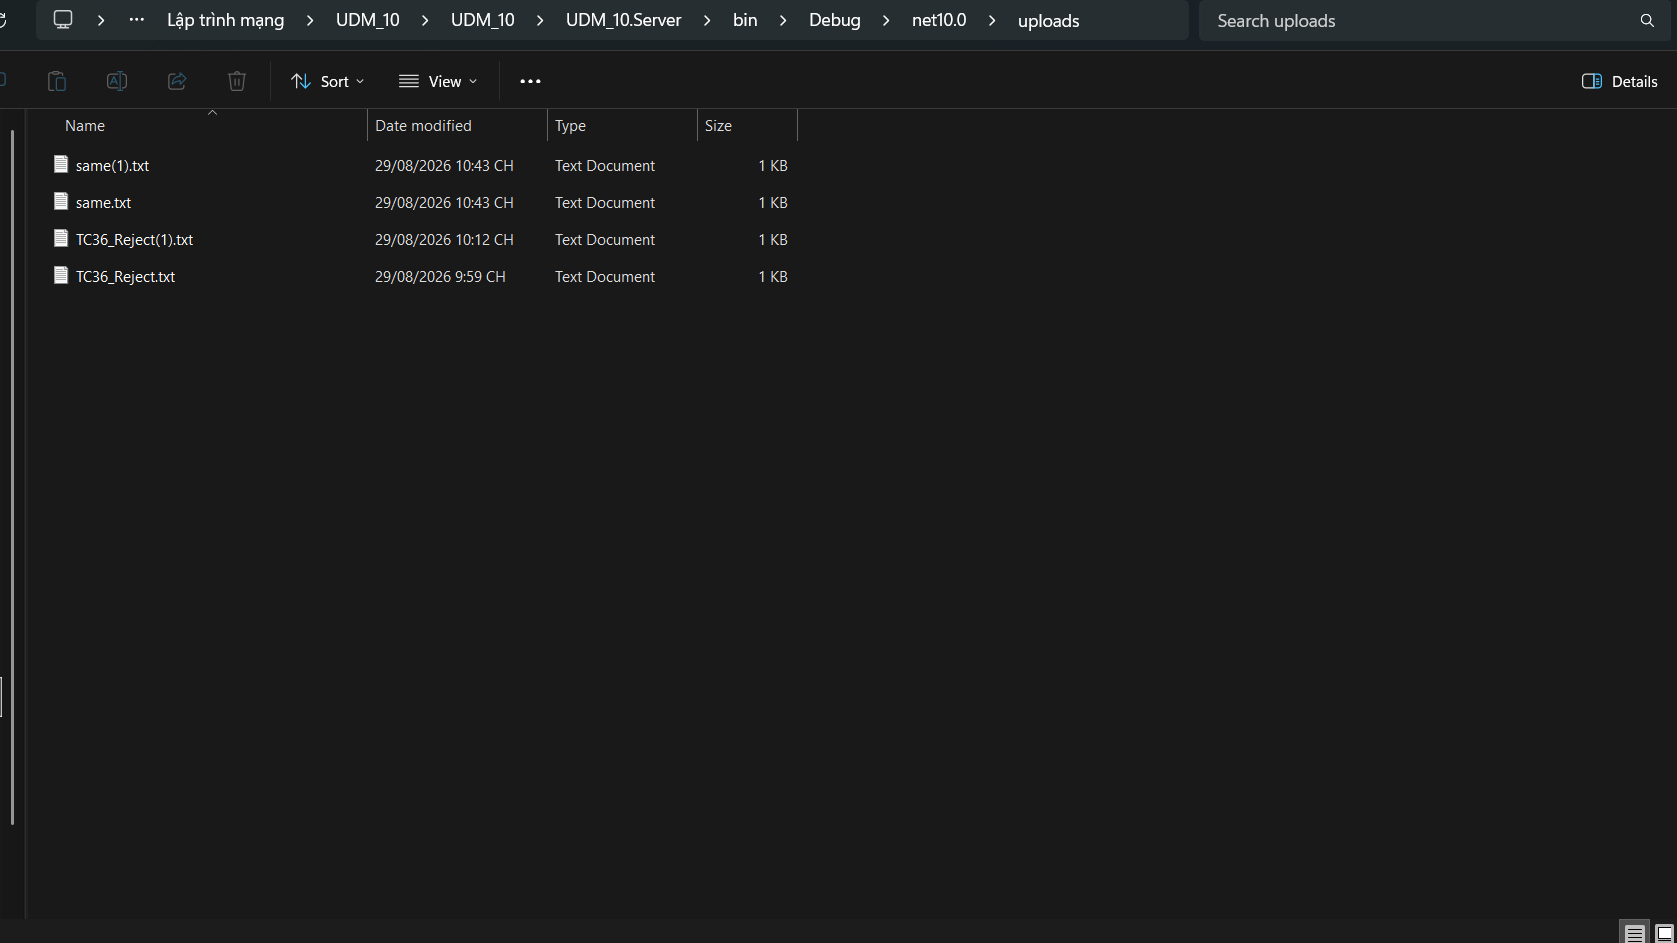 Lập trình mạng > UDM_10 > UDM_10 > UDM_10.Server > bin > Debug > net10.0 > uploads Search uploads
Sort View Details
Name Date modified Type Size
same(1).txt 29/08/2026 10:43 CH Text Document 1 KB
same.txt 29/08/2026 10:43 CH Text Document 1 KB
TC36_Reject(1).txt 29/08/2026 10:12 CH Text Document 1 KB
TC36_Reject.txt 29/08/2026 9:59 CH Text Document 1 KB